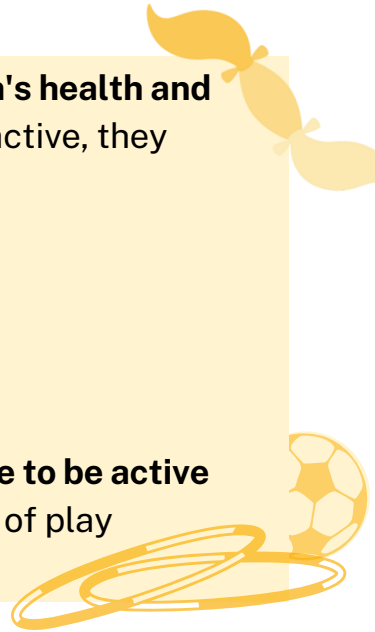 's health and
active, they
to be active
of play